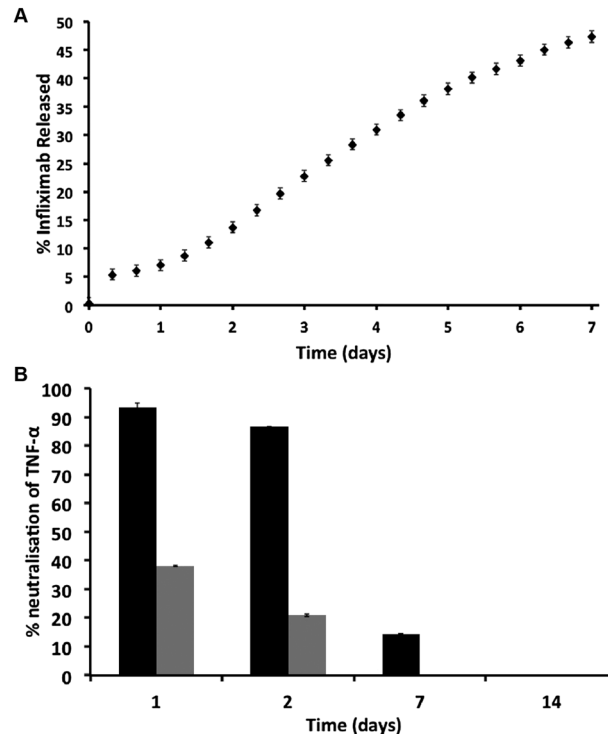 A
% Infliximab Released
50
45
40
35
30
25
20
15
10
5
0
0 1 2 3 4 5 6 7
Time (days)
B
% neutralisation of TNF-α
100
90
80
70
60
50
40
30
20
10
0
1 2 7 14
Time (days)